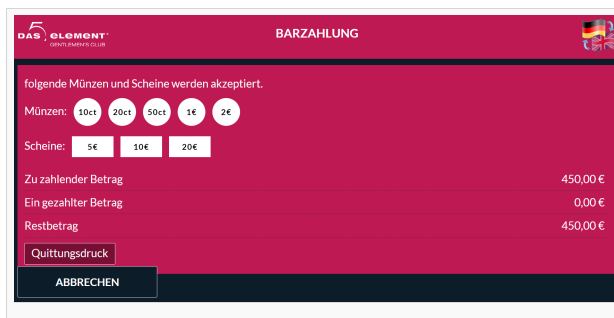 DAS 5 ELEMENT
GENTLEMEN'S CLUB
BARZAHLUNG
folgende Münzen und Scheine werden akzeptiert.
Münzen: 10ct 20ct 50ct 1€ 2€
Scheine: 5€ 10€ 20€
Zu zahlender Betrag 450,00 €
Ein gezahlter Betrag 0,00 €
Restbetrag 450,00 €
Quittungsdruck
ABBRECHEN